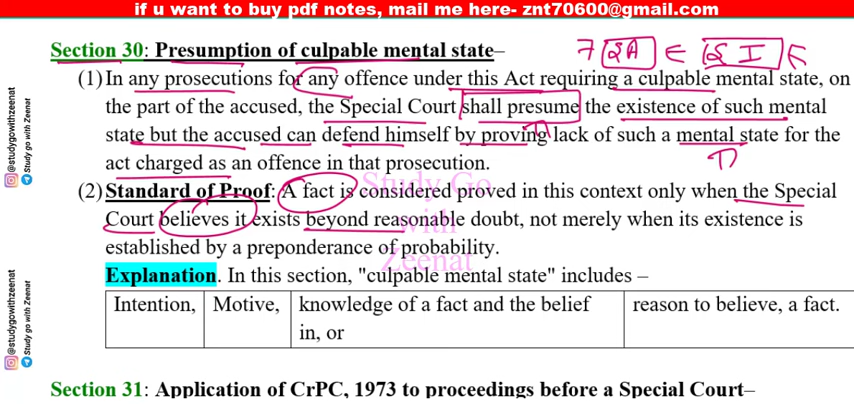 if u want to buy pdf notes, mail me here- znt70600@gmail.com
Section 30: Presumption of culpable mental state–
(1) In any prosecutions for any offence under this Act requiring a culpable mental state, on
the part of the accused, the Special Court shall presume the existence of such mental
state but the accused can defend himself by proving lack of such a mental state for the
act charged as an offence in that prosecution.
(2) Standard of Proof: A fact is considered proved in this context only when the Special
Court believes it exists beyond reasonable doubt, not merely when its existence is
established by a preponderance of probability.
Explanation. In this section, "culpable mental state" includes –
Intention, Motive, knowledge of a fact and the belief reason to believe, a fact.
in, or
Section 31: Application of CrPC, 1973 to proceedings before a Special Court–
@studygowithzeenat
Study go with Zeenat
@studygowithzeenat
Study go with Zeenat
Study Go
with
Zeenat